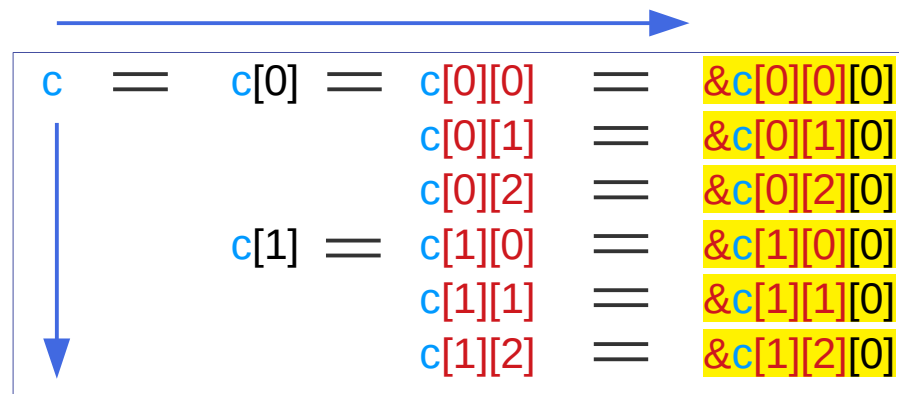 c = c[0] = c[0][0] = &c[0][0][0]
c[0][1] = &c[0][1][0]
c[0][2] = &c[0][2][0]
c[1] = c[1][0] = &c[1][0][0]
c[1][1] = &c[1][1][0]
c[1][2] = &c[1][2][0]